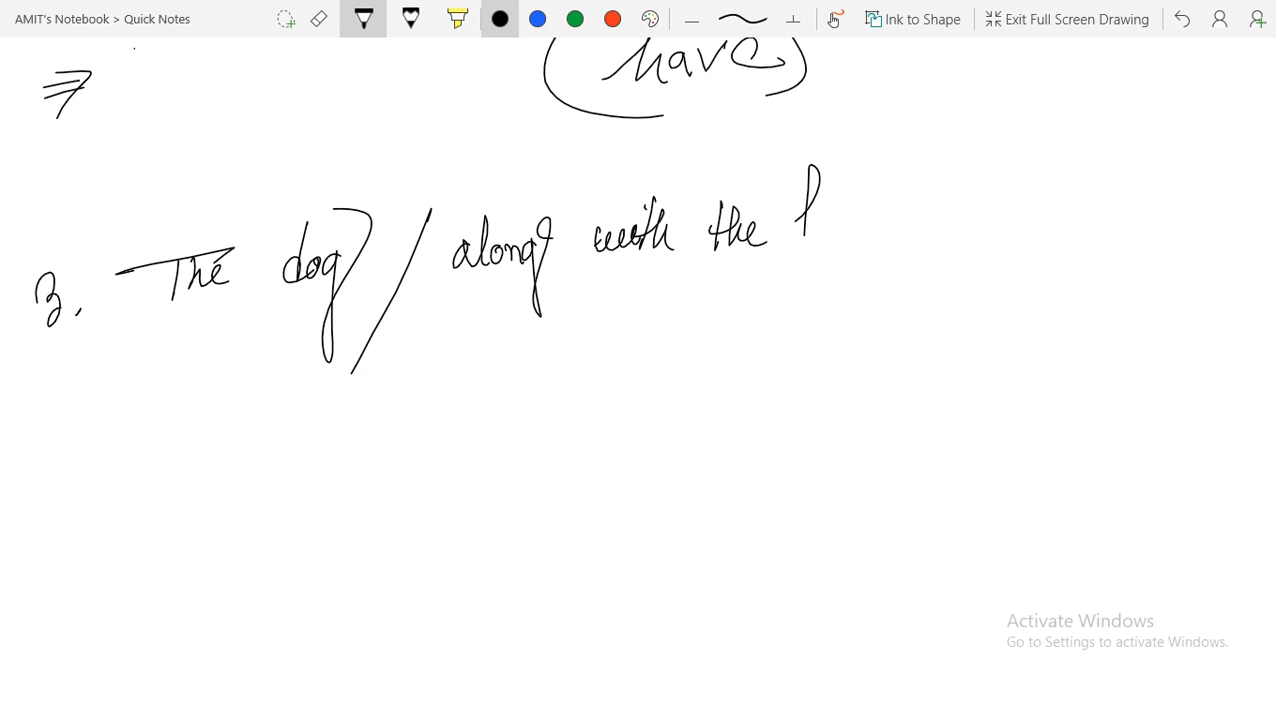 AMIT's Notebook > Quick Notes Ink to Shape Exit Full Screen Drawing
(have)
3. The dog / along with the
Activate Windows
Go to Settings to activate Windows.